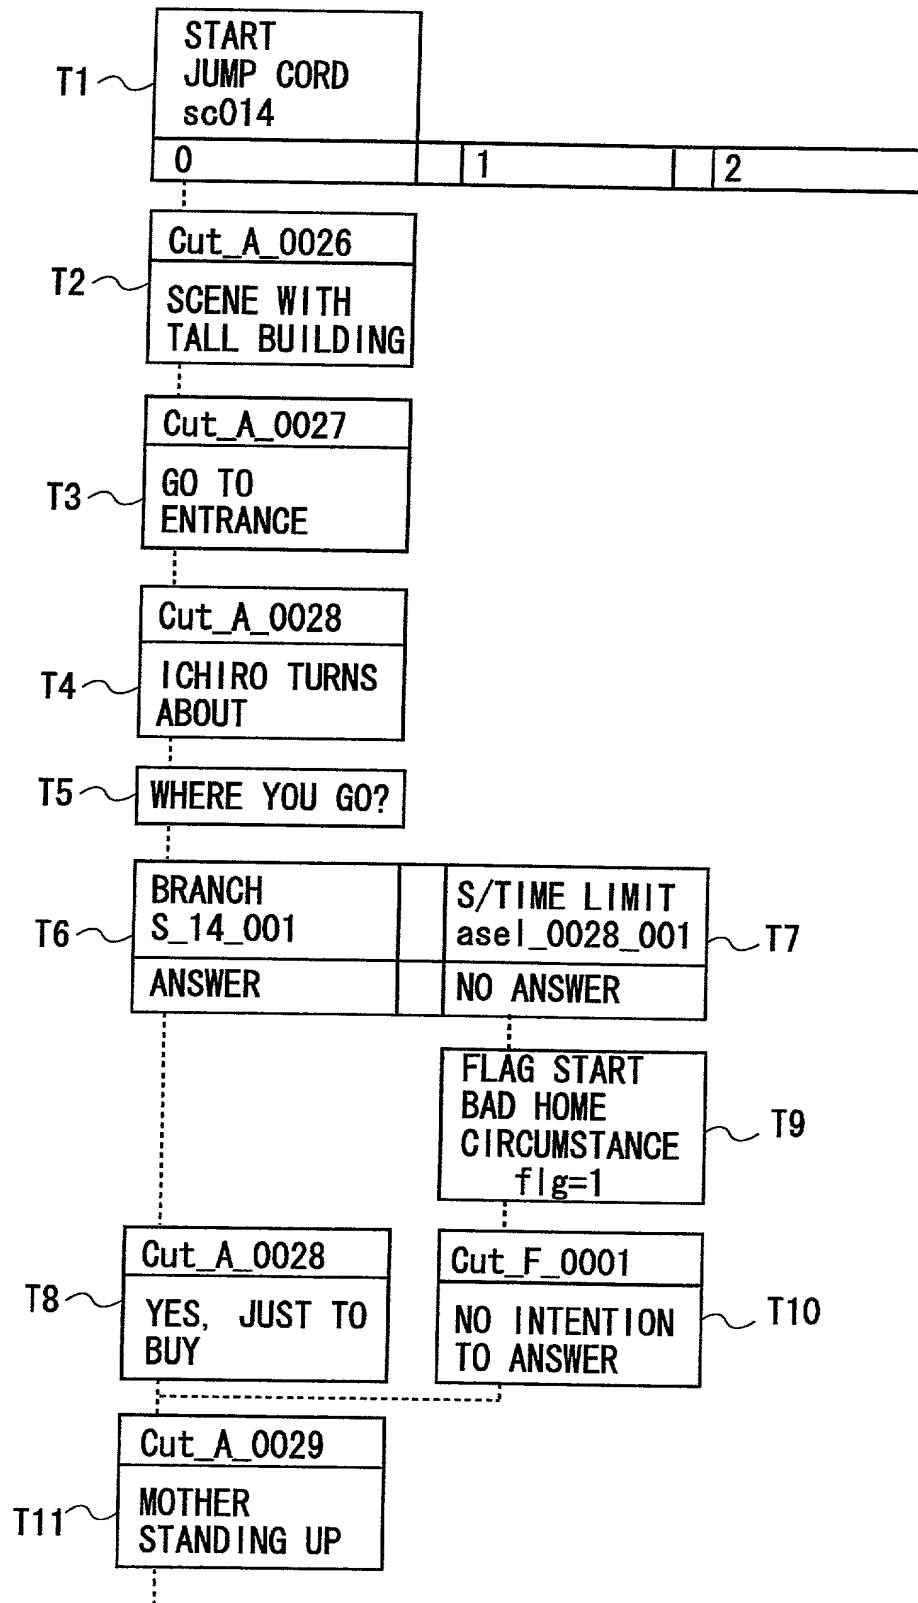 START
JUMP CORD
sc014
T1
0
1
2
Cut_A_0026
T2
SCENE WITH
TALL BUILDING
Cut_A_0027
T3
GO TO
ENTRANCE
Cut_A_0028
T4
ICHIRO TURNS
ABOUT
T5
WHERE YOU GO?
BRANCH
S_14_001
T6
S/TIME LIMIT
asel_0028_001
T7
ANSWER
NO ANSWER
FLAG START
BAD HOME
CIRCUMSTANCE
flg=1
T9
Cut_A_0028
T8
YES, JUST TO
BUY
Cut_F_0001
NO INTENTION
TO ANSWER
T10
Cut_A_0029
T11
MOTHER
STANDING UP